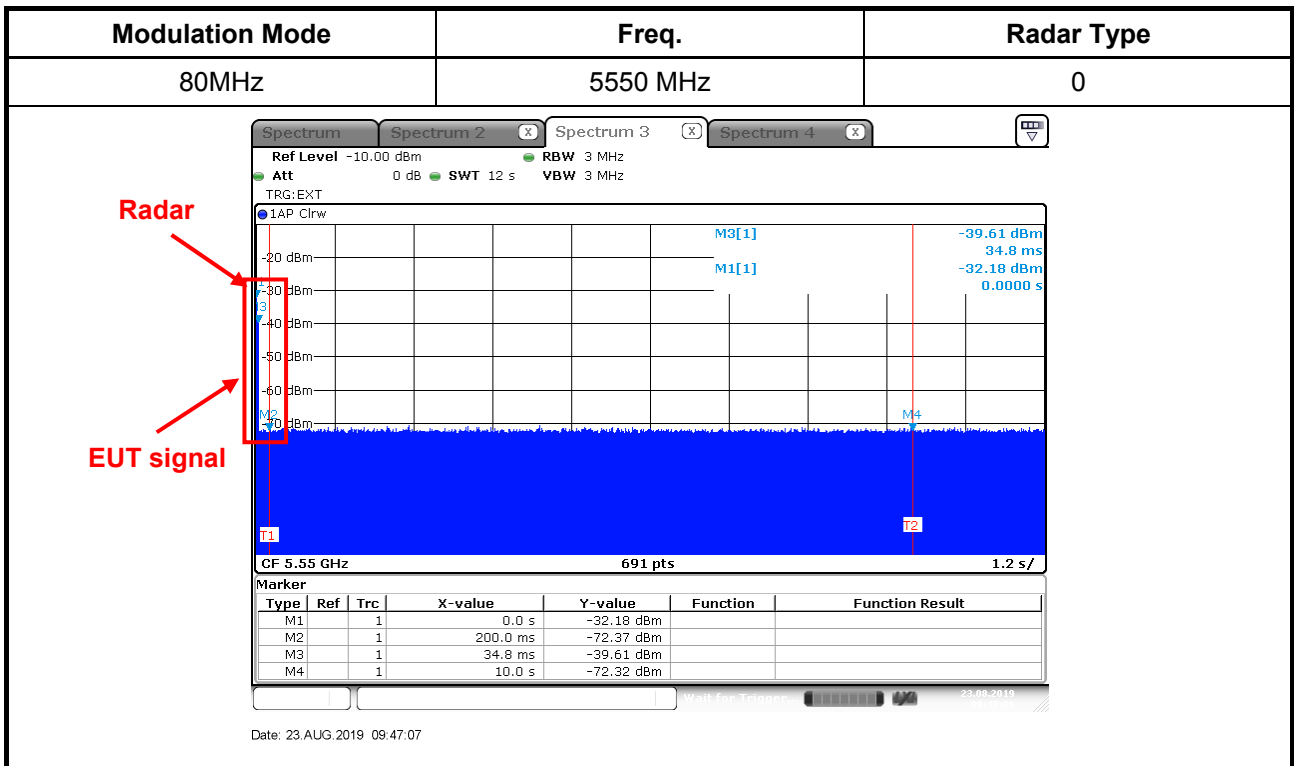 Modulation Mode Freq. Radar Type
80MHz 5550 MHz 0
Spectrum Spectrum 2 X Spectrum 3 X Spectrum 4 X
Ref Level -10.00 dBm RBW 3 MHz
Att 0 dB SWT 12 s VBW 3 MHz
TRG:EXT
1AP Clrw
Radar
M3[1] -39.61 dBm
34.8 ms
M1[1] -32.18 dBm
0.0000 s
-20 dBm
-30 dBm
3
-40 dBm
-50 dBm
-60 dBm
M2 M4
-70 dBm
EUT signal
T1 T2
CF 5.55 GHz 691 pts 1.2 s/
Marker
Type Ref Trc X-value Y-value Function Function Result
M1 1 0.0 s -32.18 dBm
M2 1 200.0 ms -72.37 dBm
M3 1 34.8 ms -39.61 dBm
M4 1 10.0 s -72.32 dBm
Wait for Trigger... 23.08.2019
Date: 23.AUG.2019 09:47:07